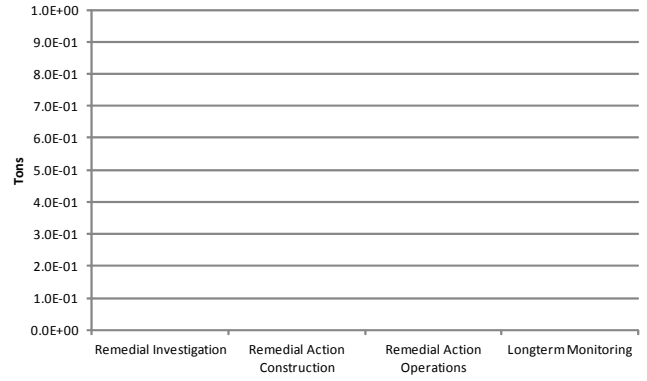 1.0E+00
9.0E-01
8.0E-01
7.0E-01
6.0E-01
5.0E-01
4.0E-01
3.0E-01
2.0E-01
1.0E-01
0.0E+00
Tons
Remedial Investigation
Remedial Action
Construction
Remedial Action
Operations
Longterm Monitoring